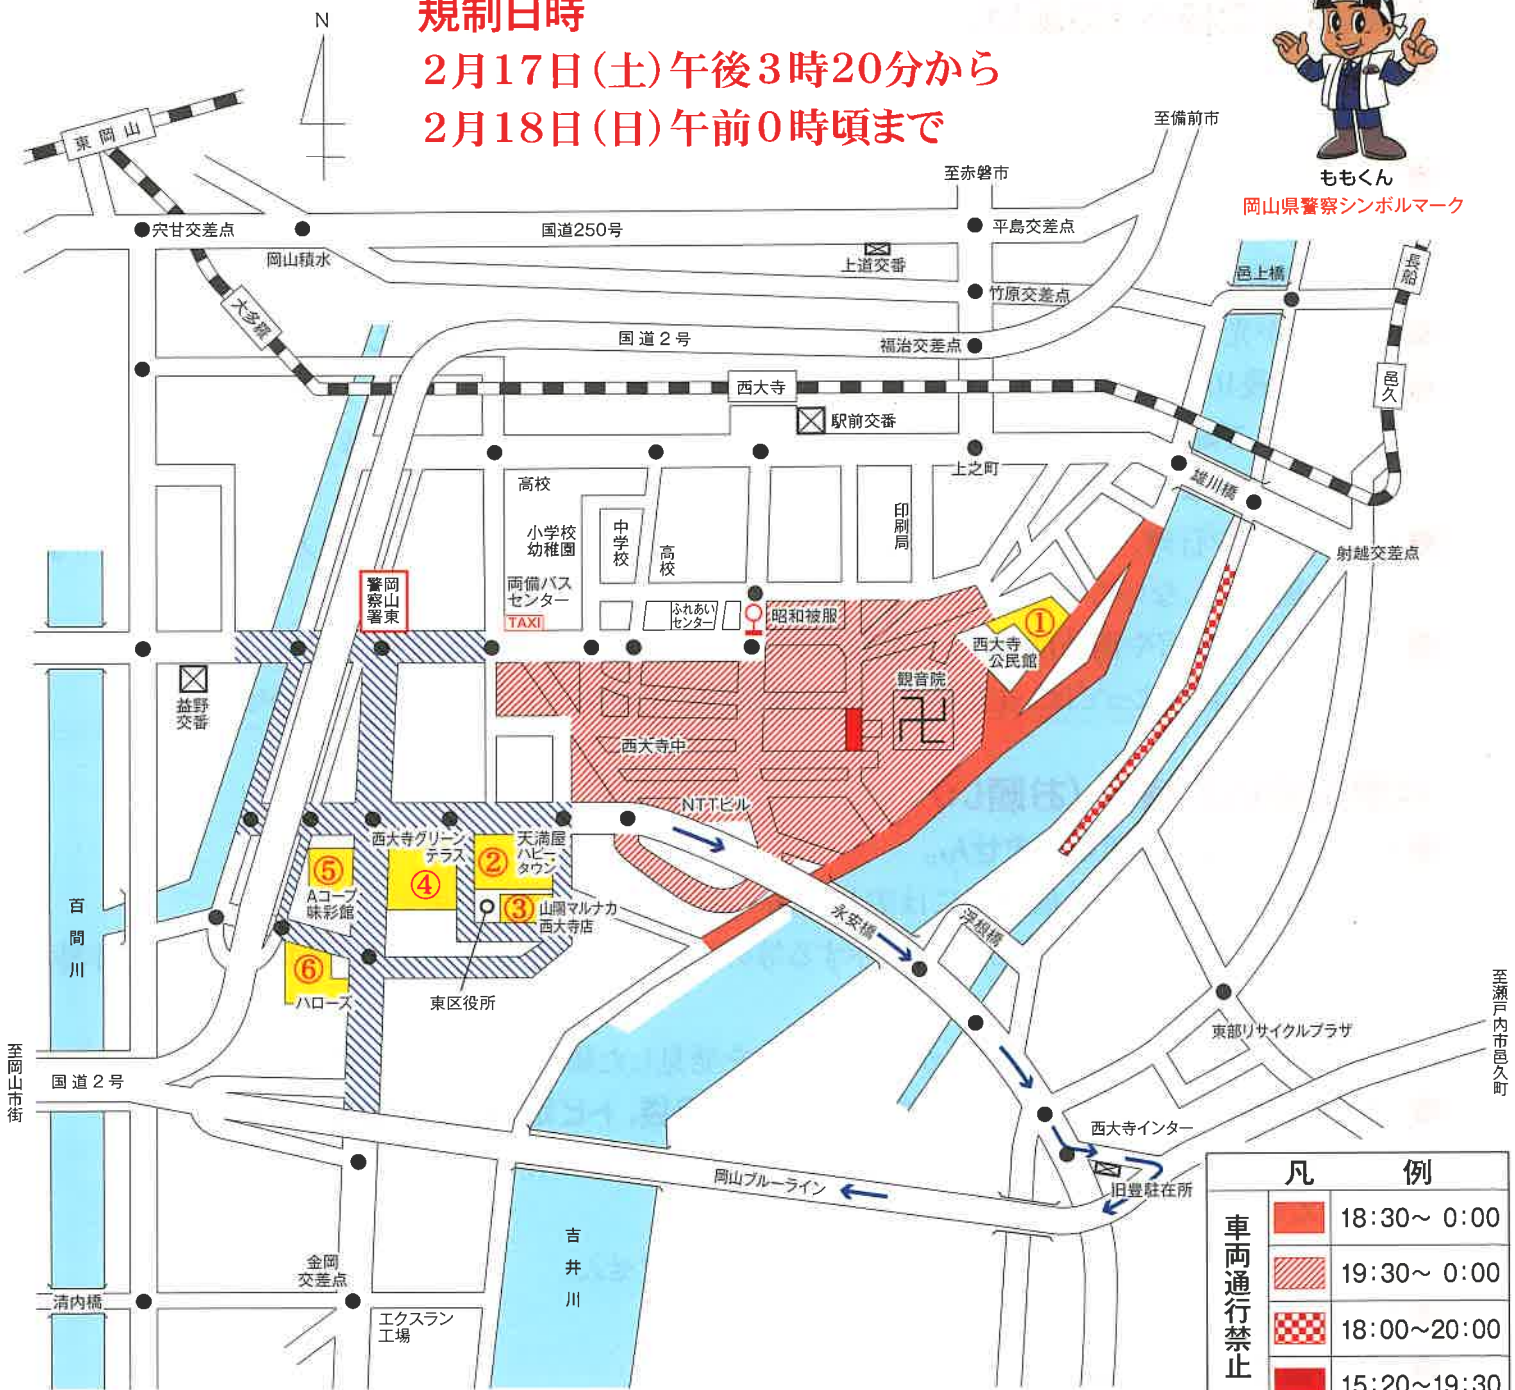 規制日時
2月17日(土)午後3時20分から
2月18日(日)午前0時頃まで
N
ももくん
岡山県警察シンボルマーク
東岡山
至備前市
至赤磐市
穴甘交差点
国道250号
平島交差点
岡山積水
上道交番
竹原交差点
邑上橋
長船
大多羅
国道2号
福治交差点
西大寺
邑久
駅前交番
上之町
雄川橋
高校
小学校
幼稚園
中学校
高校
印刷局
射越交差点
両備バス
センター
TAXI
ふれあい
センター
昭和被服
①
西大寺
公民館
岡山東
警察署
観音院
益野
交番
西大寺中
NTTビル
西大寺グリーン
テラス
天満屋
ハピー
タウン
②
⑤
Aコープ
味彩館
④
③
山陽マルナカ
西大寺店
百間川
永安橋
浮根橋
⑥
ハローズ
東区役所
東部リサイクルプラザ
至瀬戸内市邑久町
至岡山市街
国道2号
西大寺インター
旧豊駐在所
岡山ブルーライン
吉井川
金岡
交差点
清内橋
エクスラン
工場
凡例
車両通行禁止
18:30～ 0:00
19:30～ 0:00
18:00～20:00
15:20～19:30